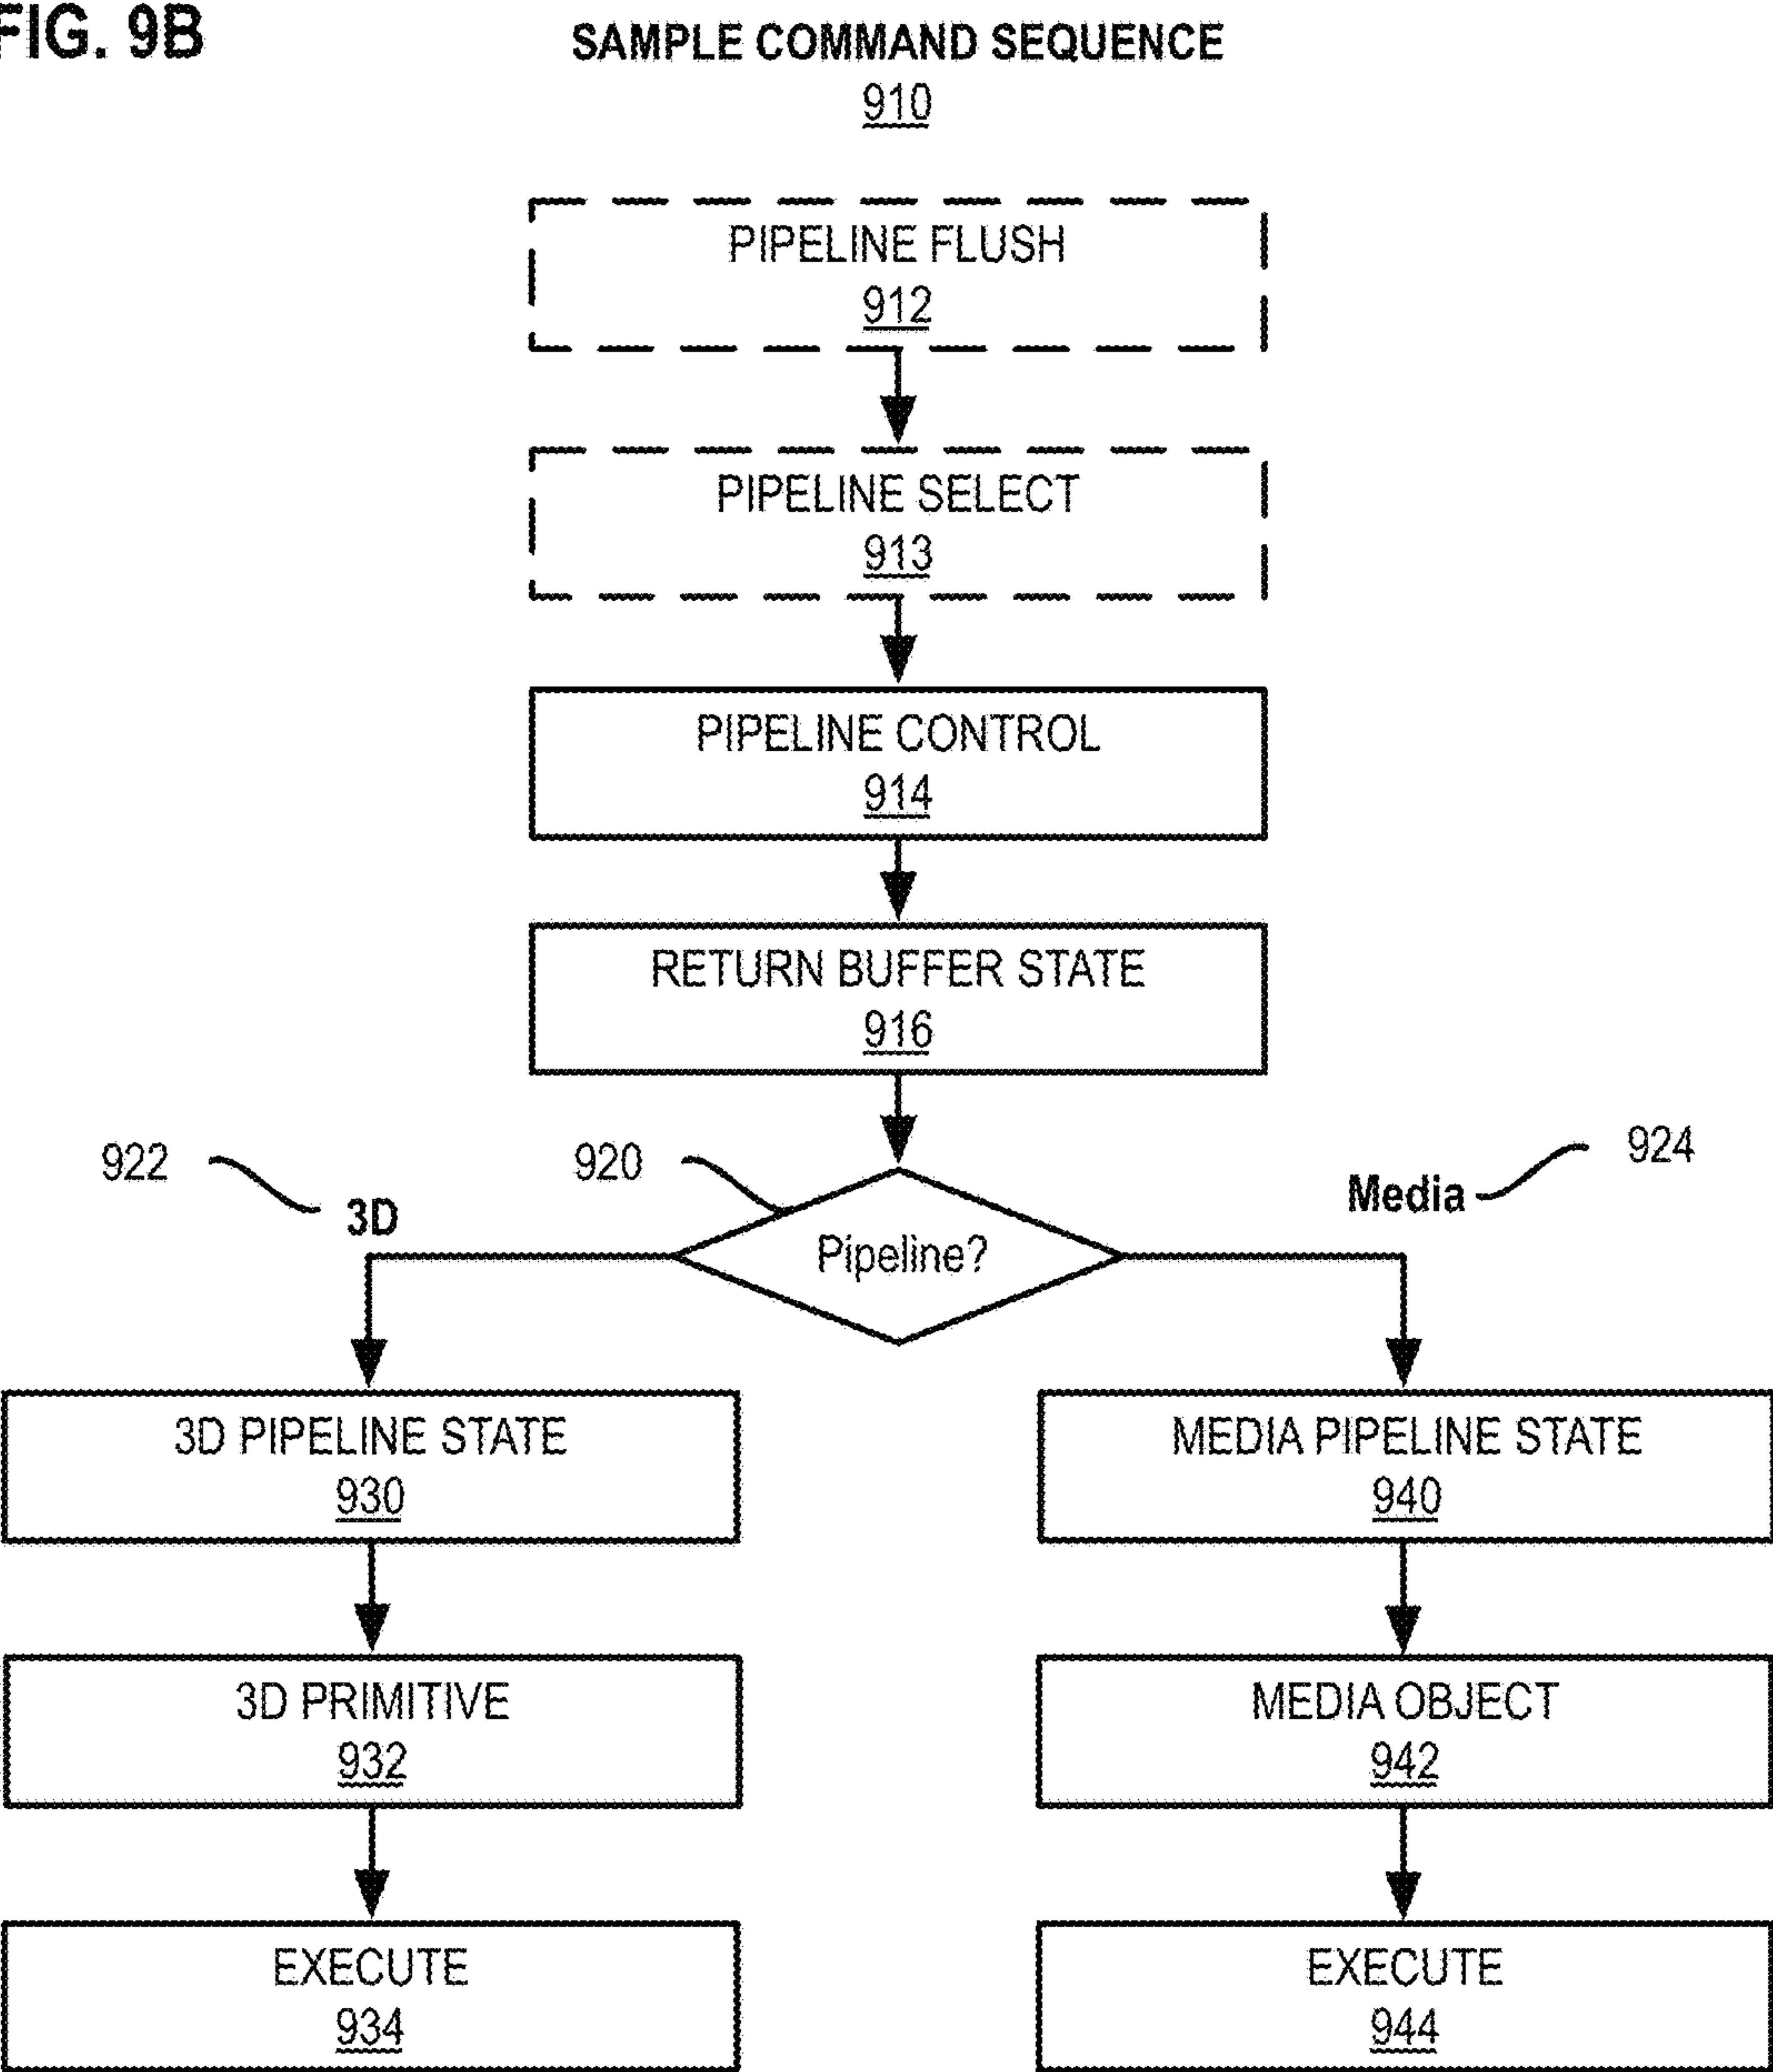 FIG. 9B
SAMPLE COMMAND SEQUENCE
910
PIPELINE FLUSH
912
PIPELINE SELECT
913
PIPELINE CONTROL
914
RETURN BUFFER STATE
916
922
920
924
3D
Media
Pipeline?
3D PIPELINE STATE
930
MEDIA PIPELINE STATE
940
3D PRIMITIVE
932
MEDIA OBJECT
942
EXECUTE
934
EXECUTE
944